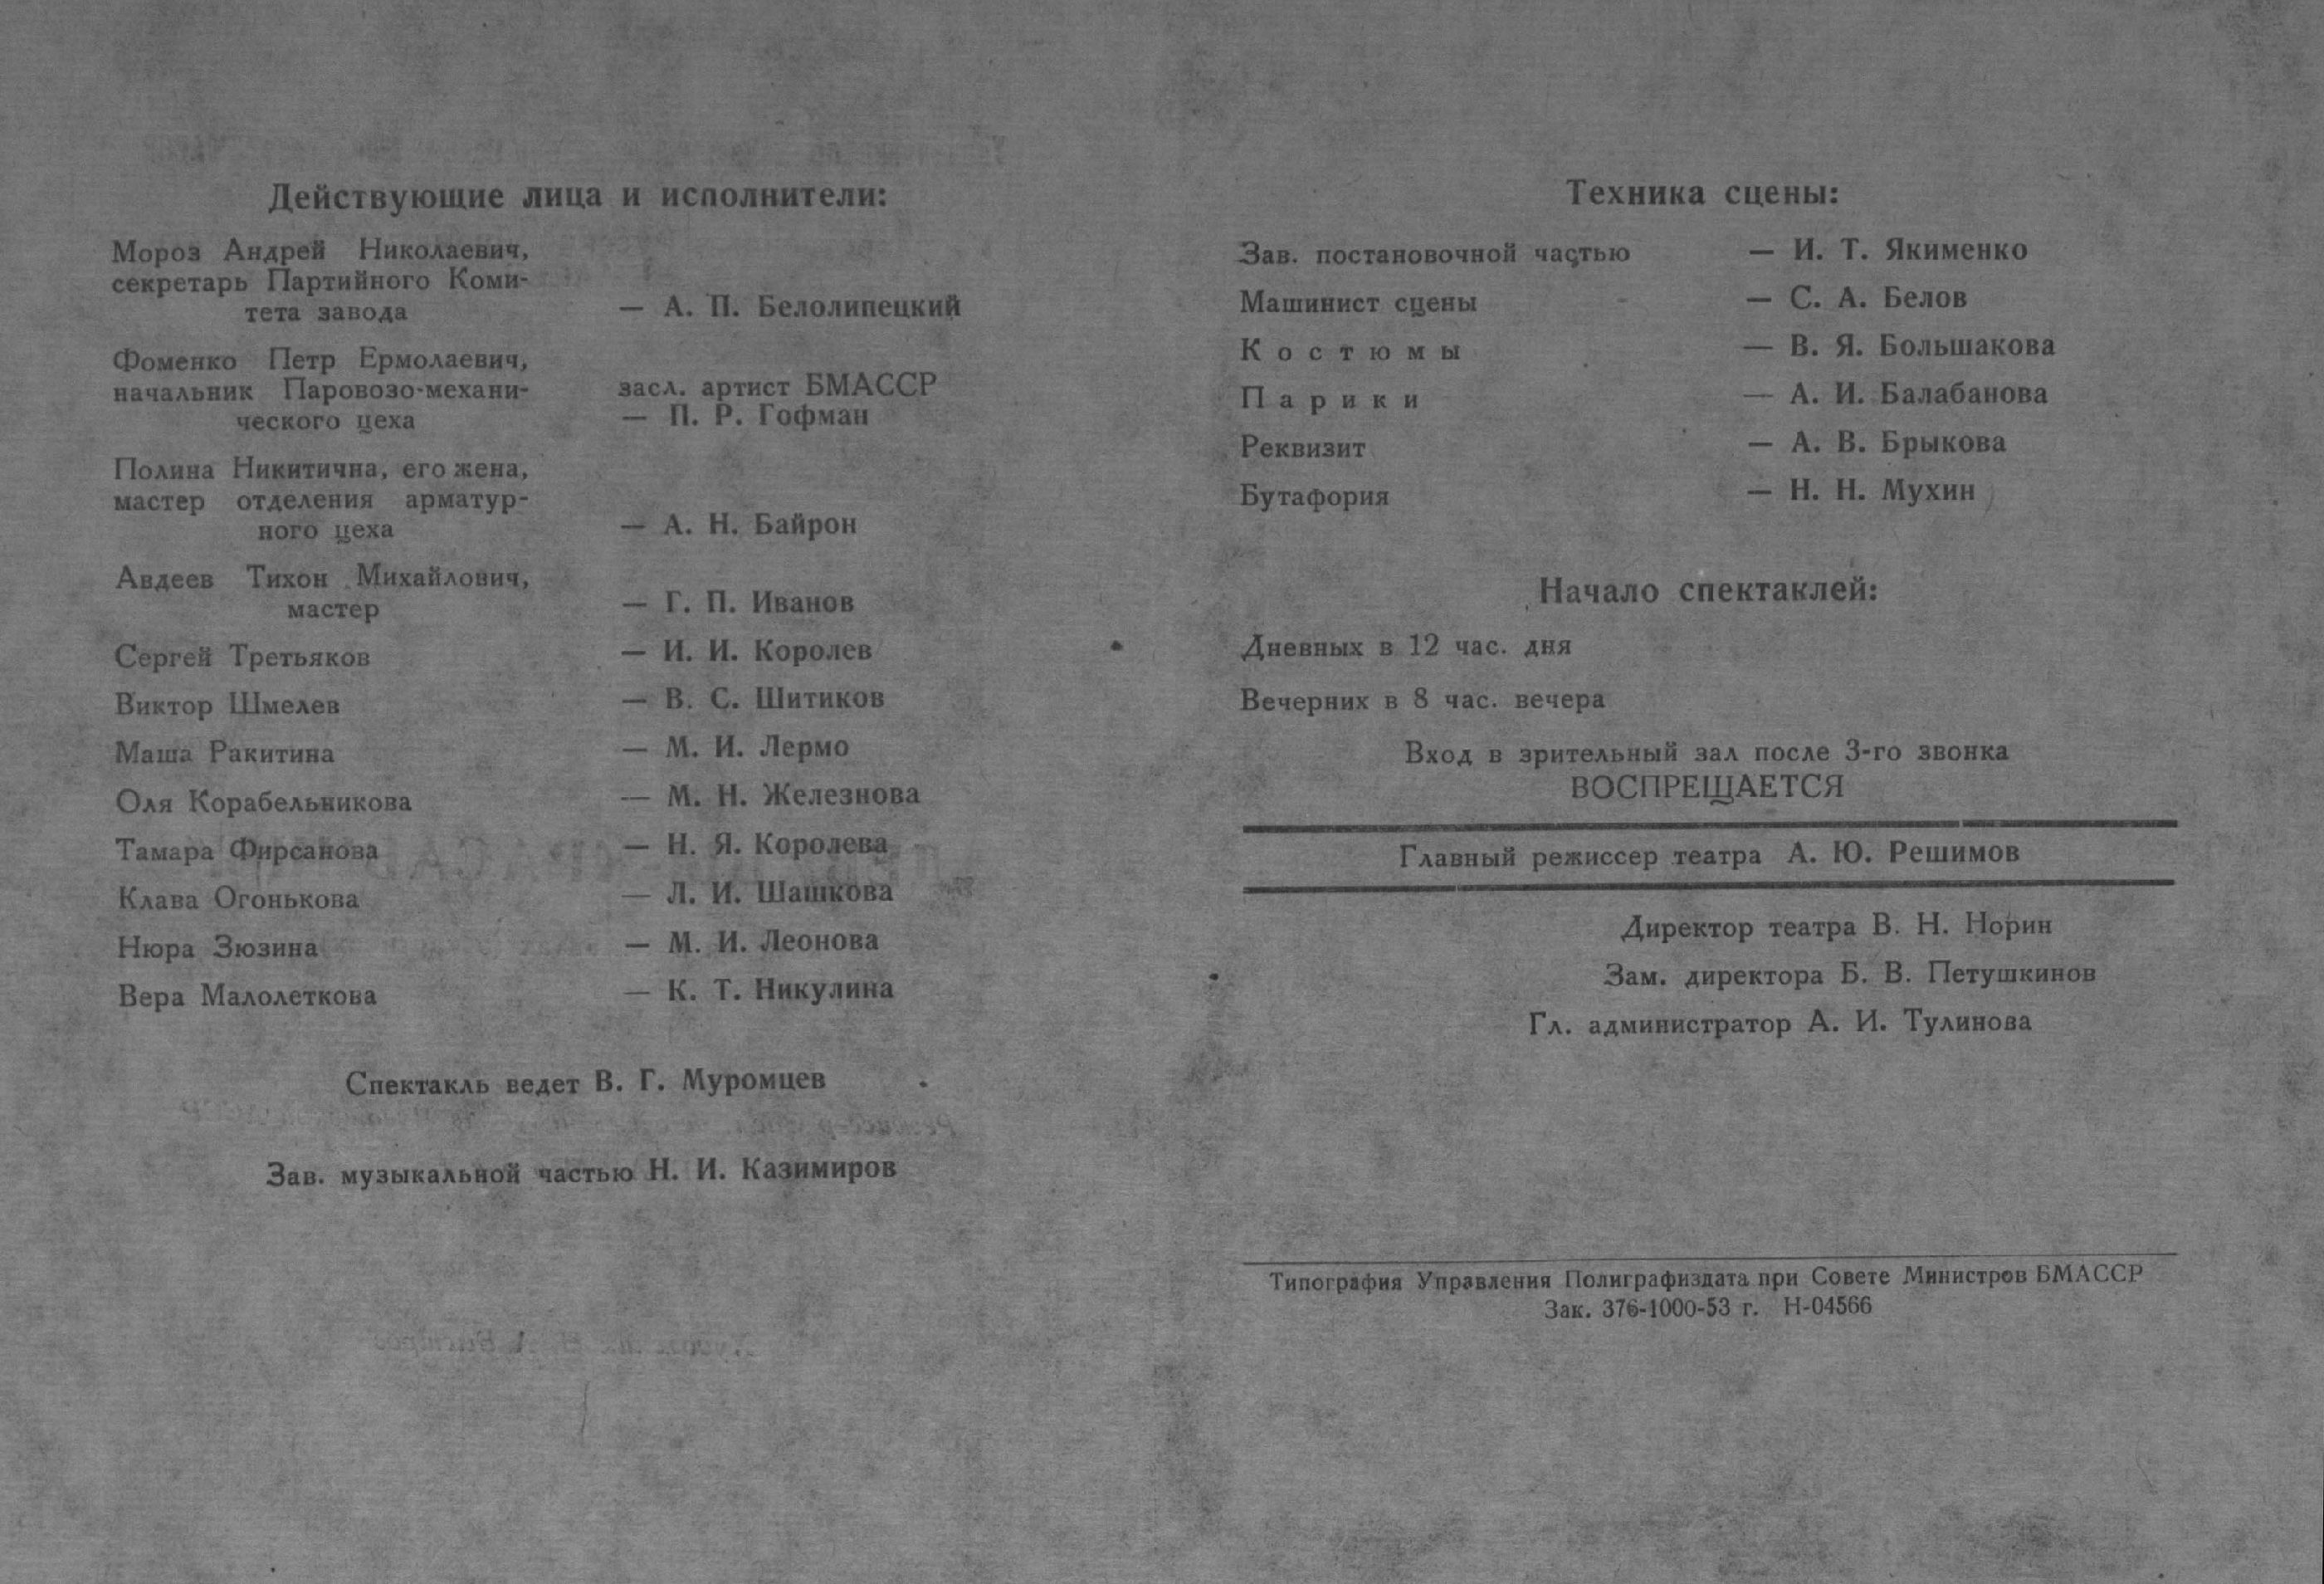 Действующие лица и исполнители:
Мороз Андрей Николаевич,
секретарь Партийного Коми-
тета завода — А. П. Белолипецкий
Фоменко Петр Ермолаевич,
начальник Паровозо-механи- засл. артист БМАССР
ческого цеха — П. Р. Гофман
Полина Никитична, его жена,
мастер отделения арматур-
ного цеха — А. Н. Байрон
Авдеев Тихон Михайлович,
мастер — Г. П. Иванов
Сергей Третьяков — И. И. Королев
Виктор Шмелев — В. С. Шитиков
Маша Ракитина — М. И. Лермо
Оля Корабельникова — М. Н. Железнова
Тамара Фирсанова — Н. Я. Королева
Клава Огонькова — Л. И. Шашкова
Нюра Зюзина — М. И. Леонова
Вера Малолеткова — К. Т. Никулина
Спектакль ведет В. Г. Муромцев
Зав. музыкальной частью Н. И. Казимиров
Техника сцены:
Зав. постановочной частью — И. Т. Якименко
Машинист сцены — С. А. Белов
Костюмы — В. Я. Большакова
Парики — А. И. Балабанова
Реквизит — А. В. Брыкова
Бутафория — Н. Н. Мухин
Начало спектаклей:
Дневных в 12 час. дня
Вечерних в 8 час. вечера
Вход в зрительный зал после 3-го звонка
ВОСПРЕЩАЕТСЯ
Главный режиссер театра А. Ю. Решимов
Директор театра В. Н. Норин
Зам. директора Б. В. Петушкинов
Гл. администратор А. И. Тулинова
Типография Управления Полиграфиздата при Совете Министров БМАССР
Зак. 376-1000-53 г. Н-04566